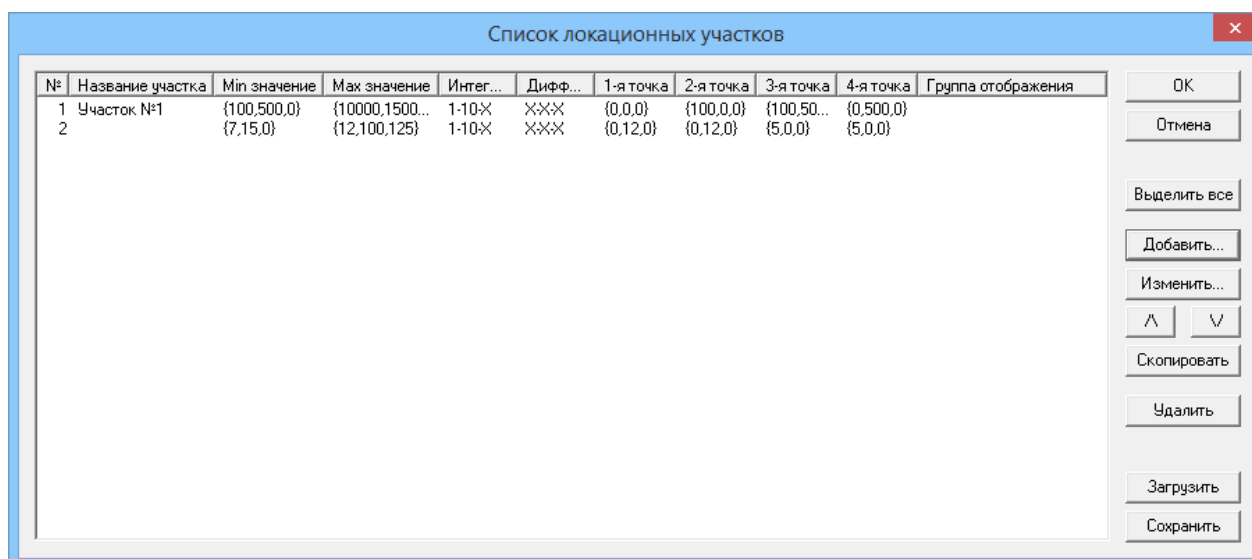 Список локационных участков
№ Название участка Min значение Max значение Интег... Дифф... 1-я точка 2-я точка 3-я точка 4-я точка Группа отображения
1 Участок №1 {100,500,0} {10000,1500... 1-10-X X-X-X {0,0,0} {100,0,0} {100,50... {0,500,0}
2 {7,15,0} {12,100,125} 1-10-X X-X-X {0,12,0} {0,12,0} {5,0,0} {5,0,0}
OK
Отмена
Выделить все
Добавить...
Изменить...
/\ \/
Скопировать
Удалить
Загрузить
Сохранить